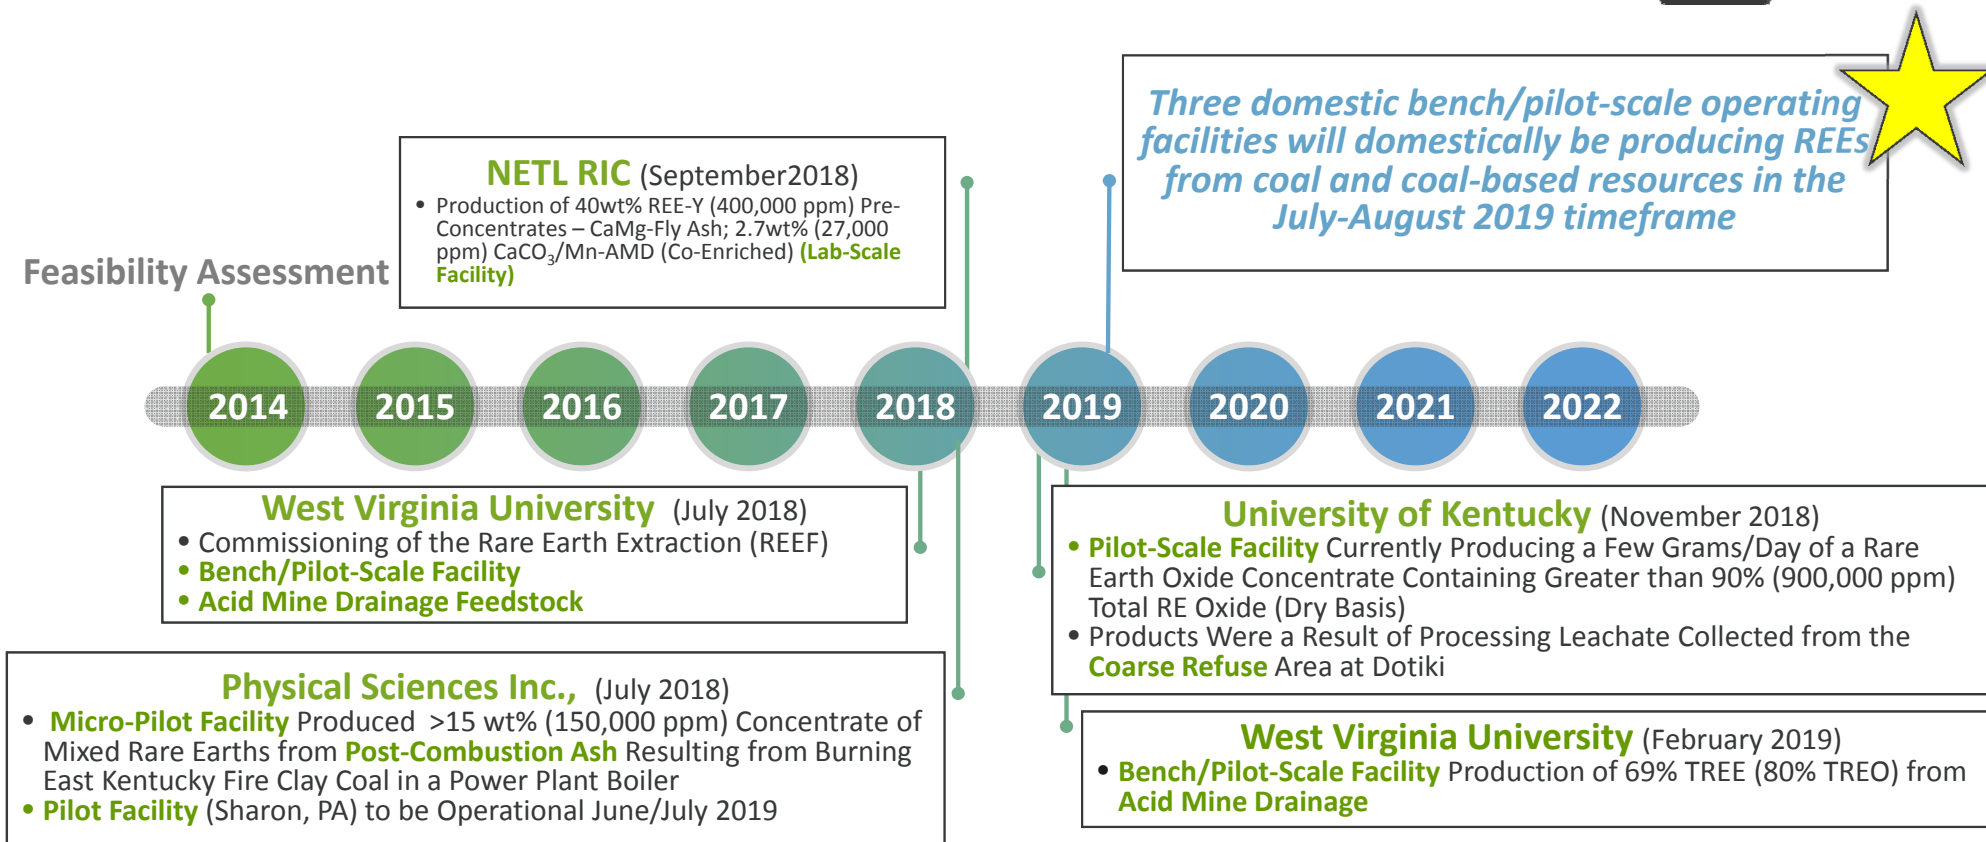 Three domestic bench/pilot-scale operating
facilities will domestically be producing REEs
from coal and coal-based resources in the
July-August 2019 timeframe
NETL RIC (September2018)
• Production of 40wt% REE-Y (400,000 ppm) Pre-
Concentrates – CaMg-Fly Ash; 2.7wt% (27,000
ppm) CaCO₃/Mn-AMD (Co-Enriched) (Lab-Scale
Facility)
Feasibility Assessment
2014 2015 2016 2017 2018 2019 2020 2021 2022
West Virginia University (July 2018)
• Commissioning of the Rare Earth Extraction (REEF)
• Bench/Pilot-Scale Facility
• Acid Mine Drainage Feedstock
University of Kentucky (November 2018)
• Pilot-Scale Facility Currently Producing a Few Grams/Day of a Rare
Earth Oxide Concentrate Containing Greater than 90% (900,000 ppm)
Total RE Oxide (Dry Basis)
• Products Were a Result of Processing Leachate Collected from the
Coarse Refuse Area at Dotiki
Physical Sciences Inc., (July 2018)
• Micro-Pilot Facility Produced >15 wt% (150,000 ppm) Concentrate of
Mixed Rare Earths from Post-Combustion Ash Resulting from Burning
East Kentucky Fire Clay Coal in a Power Plant Boiler
• Pilot Facility (Sharon, PA) to be Operational June/July 2019
West Virginia University (February 2019)
• Bench/Pilot-Scale Facility Production of 69% TREE (80% TREO) from
Acid Mine Drainage